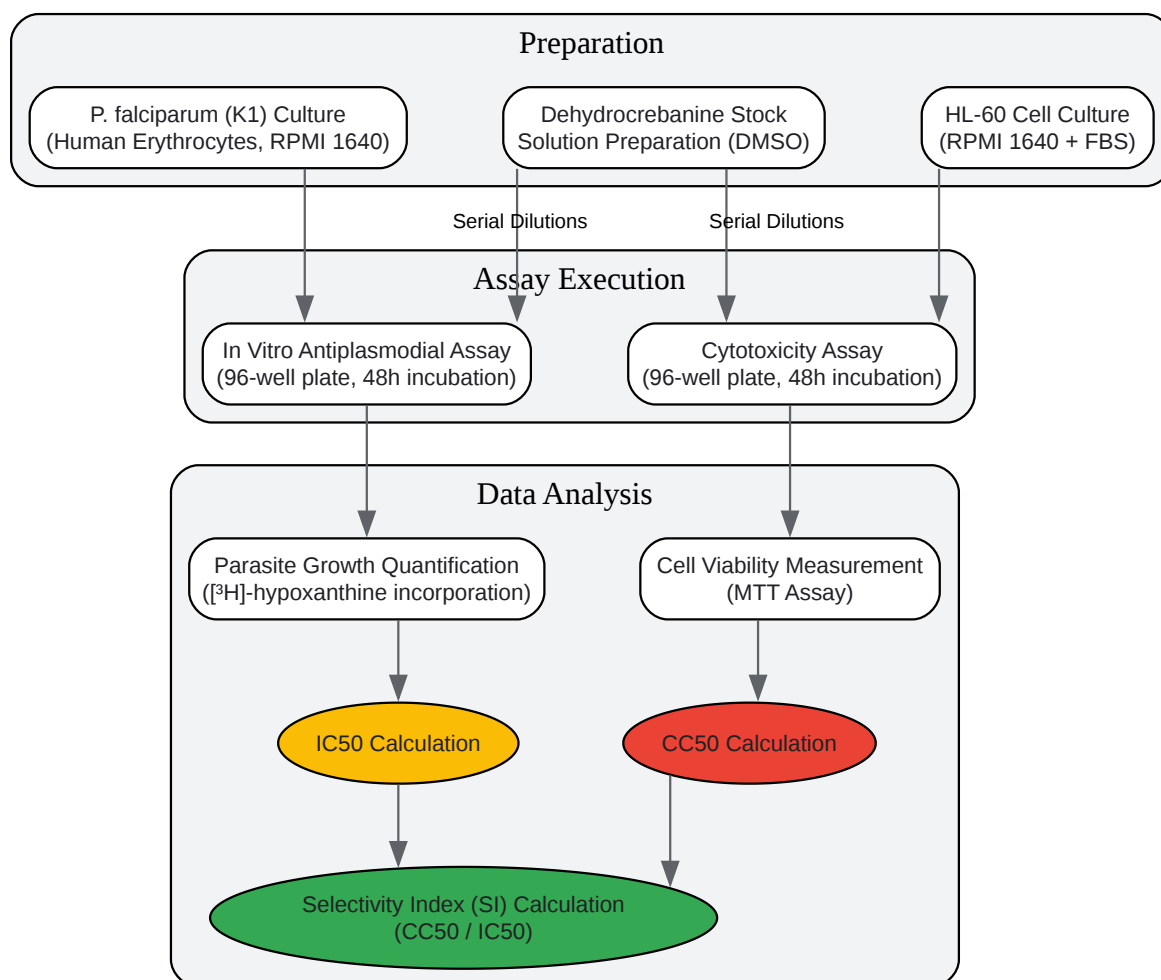 Preparation
P. falciparum (K1) Culture
(Human Erythrocytes, RPMI 1640)
Dehydrocrebanine Stock
Solution Preparation (DMSO)
HL-60 Cell Culture
(RPMI 1640 + FBS)
Serial Dilutions
Serial Dilutions
Assay Execution
In Vitro Antiplasmodial Assay
(96-well plate, 48h incubation)
Cytotoxicity Assay
(96-well plate, 48h incubation)
Data Analysis
Parasite Growth Quantification
([³H]-hypoxanthine incorporation)
Cell Viability Measurement
(MTT Assay)
IC50 Calculation
CC50 Calculation
Selectivity Index (SI) Calculation
(CC50 / IC50)